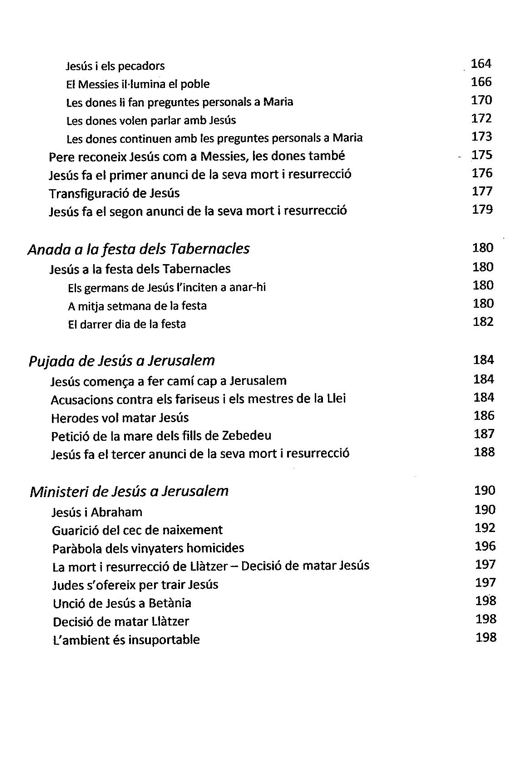 Jesús i els pecadors 164
El Messies il·lumina el poble 166
Les dones li fan preguntes personals a Maria 170
Les dones volen parlar amb Jesús 172
Les dones continuen amb les preguntes personals a Maria 173
Pere reconeix Jesús com a Messies, les dones també 175
Jesús fa el primer anunci de la seva mort i resurrecció 176
Transfiguració de Jesús 177
Jesús fa el segon anunci de la seva mort i resurrecció 179
Anada a la festa dels Tabernacles 180
Jesús a la festa dels Tabernacles 180
Els germans de Jesús l'inciten a anar-hi 180
A mitja setmana de la festa 180
El darrer dia de la festa 182
Pujada de Jesús a Jerusalem 184
Jesús comença a fer camí cap a Jerusalem 184
Acusacions contra els fariseus i els mestres de la Llei 184
Herodes vol matar Jesús 186
Petició de la mare dels fills de Zebedeu 187
Jesús fa el tercer anunci de la seva mort i resurrecció 188
Ministeri de Jesús a Jerusalem 190
Jesús i Abraham 190
Guarició del cec de naixement 192
Paràbola dels vinyaters homicides 196
La mort i resurrecció de Llàtzer – Decisió de matar Jesús 197
Judes s'ofereix per trair Jesús 197
Unció de Jesús a Betània 198
Decisió de matar Llàtzer 198
L'ambient és insuportable 198